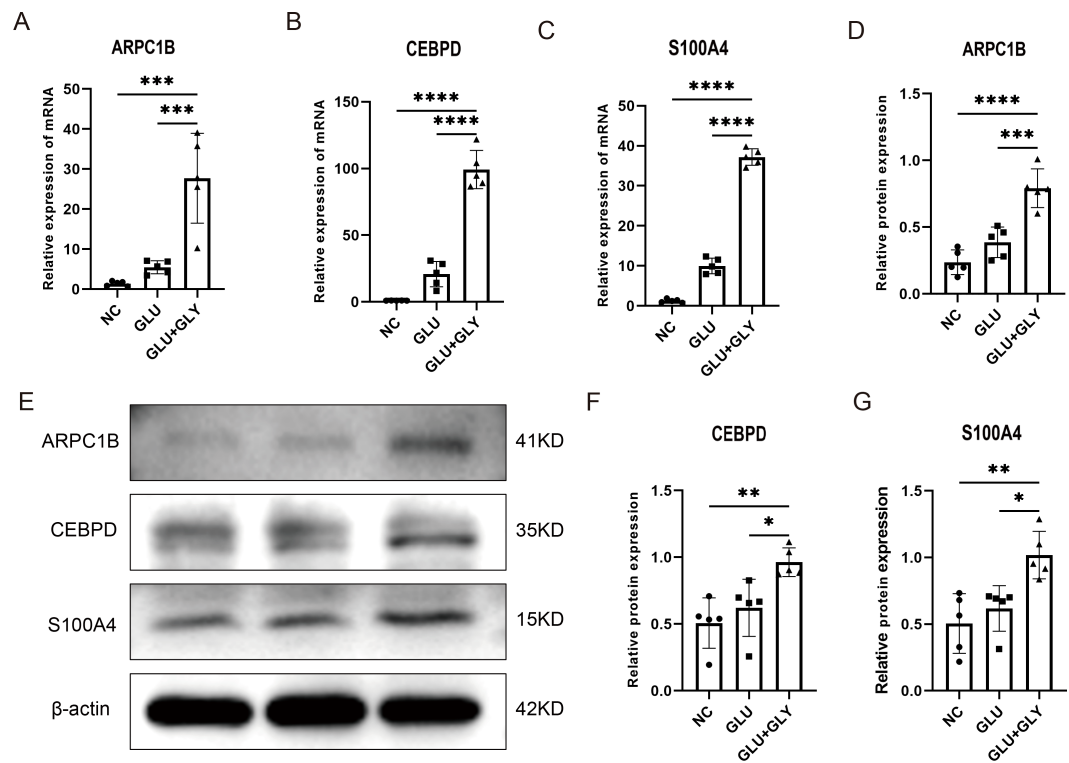 A
ARPC1B
Relative expression of mRNA
50
40
30
20
10
0
***
***
NC
GLU
GLU+GLY
B
CEBPD
Relative expression of mRNA
150
100
50
0
****
****
NC
GLU
GLU+GLY
C
S100A4
Relative expression of mRNA
50
40
30
20
10
0
****
****
NC
GLU
GLU+GLY
D
ARPC1B
Relative protein expression
1.5
1.0
0.5
0.0
****
***
NC
GLU
GLU+GLY
E
ARPC1B 41KD
CEBPD 35KD
S100A4 15KD
β-actin 42KD
F
CEBPD
Relative protein expression
1.5
1.0
0.5
0.0
**
*
NC
GLU
GLU+GLY
G
S100A4
Relative protein expression
1.5
1.0
0.5
0.0
**
*
NC
GLU
GLU+GLY